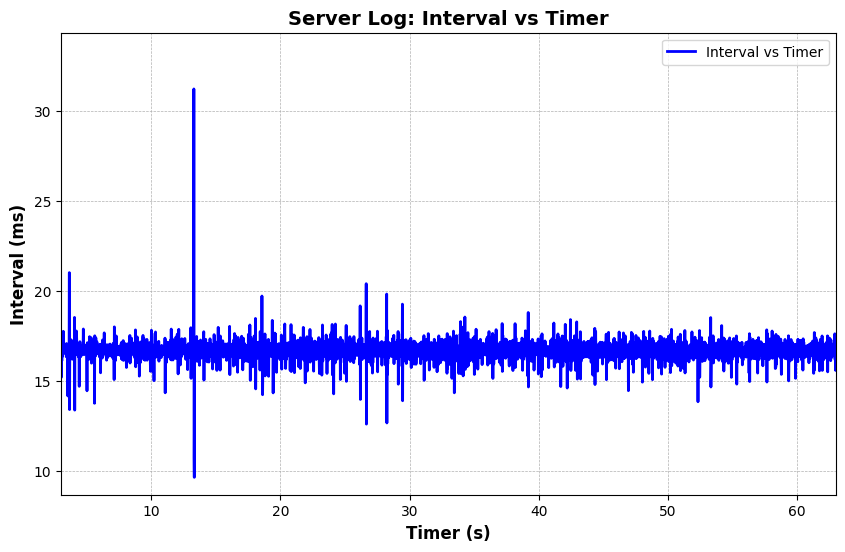 Server Log: Interval vs Timer
Interval vs Timer
30
25
20
15
10
Interval (ms)
10 20 30 40 50 60
Timer (s)